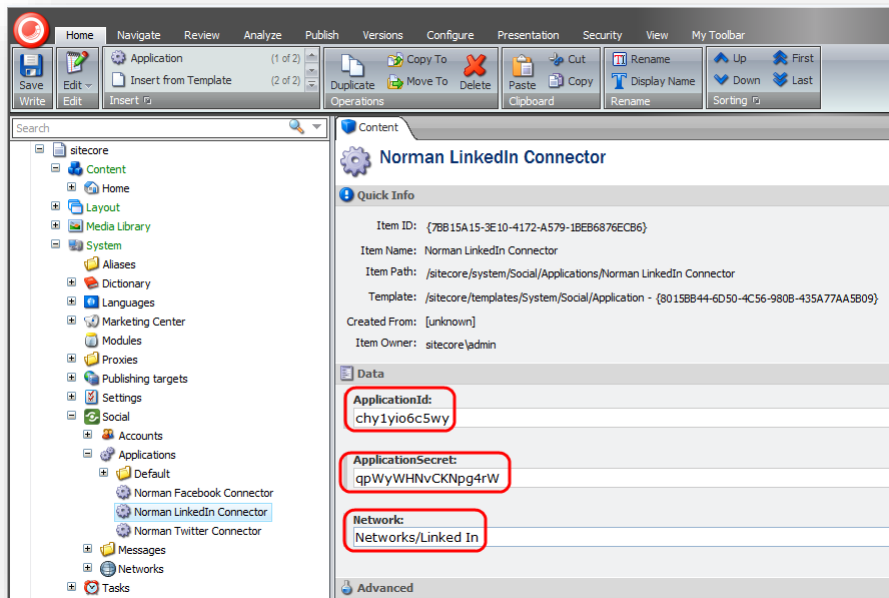 Home Navigate Review Analyze Publish Versions Configure Presentation Security View My Toolbar
Application (1 of 2) Copy To Cut Rename Up First
Insert from Template (2 of 2) Move To Copy Display Name Down Last
Save Edit Duplicate Delete Paste
Write Edit Insert Operations Clipboard Rename Sorting
Search
sitecore
Content
Home
Layout
Media Library
System
Aliases
Dictionary
Languages
Marketing Center
Modules
Proxies
Publishing targets
Settings
Social
Accounts
Applications
Default
Norman Facebook Connector
Norman LinkedIn Connector
Norman Twitter Connector
Messages
Networks
Tasks
Content
Norman LinkedIn Connector
Quick Info
Item ID: {7BB15A15-3E10-4172-A579-1BEB6876ECB6}
Item Name: Norman LinkedIn Connector
Item Path: /sitecore/system/Social/Applications/Norman LinkedIn Connector
Template: /sitecore/templates/System/Social/Application - {8015BB44-6D50-4C56-980B-435A77AA5B09}
Created From: [unknown]
Item Owner: sitecore\admin
Data
ApplicationId:
chy1yio6c5wy
ApplicationSecret:
qpWyWHNvCKNpg4rW
Network:
Networks/Linked In
Advanced